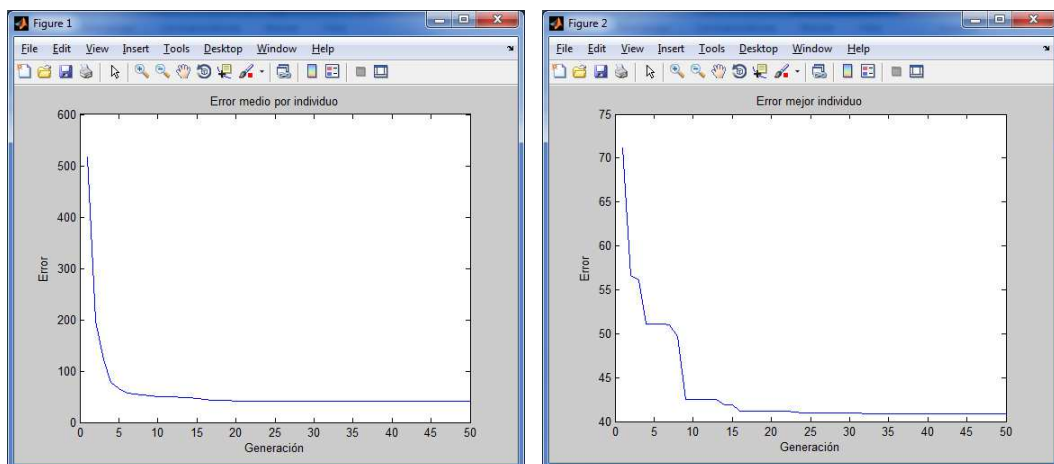 Figure 1
File Edit View Insert Tools Desktop Window Help
Error medio por individuo
600
500
400
300
200
100
0
Error
0 5 10 15 20 25 30 35 40 45 50
Generación
Figure 2
File Edit View Insert Tools Desktop Window Help
Error mejor individuo
75
70
65
60
55
50
45
40
Error
0 5 10 15 20 25 30 35 40 45 50
Generación